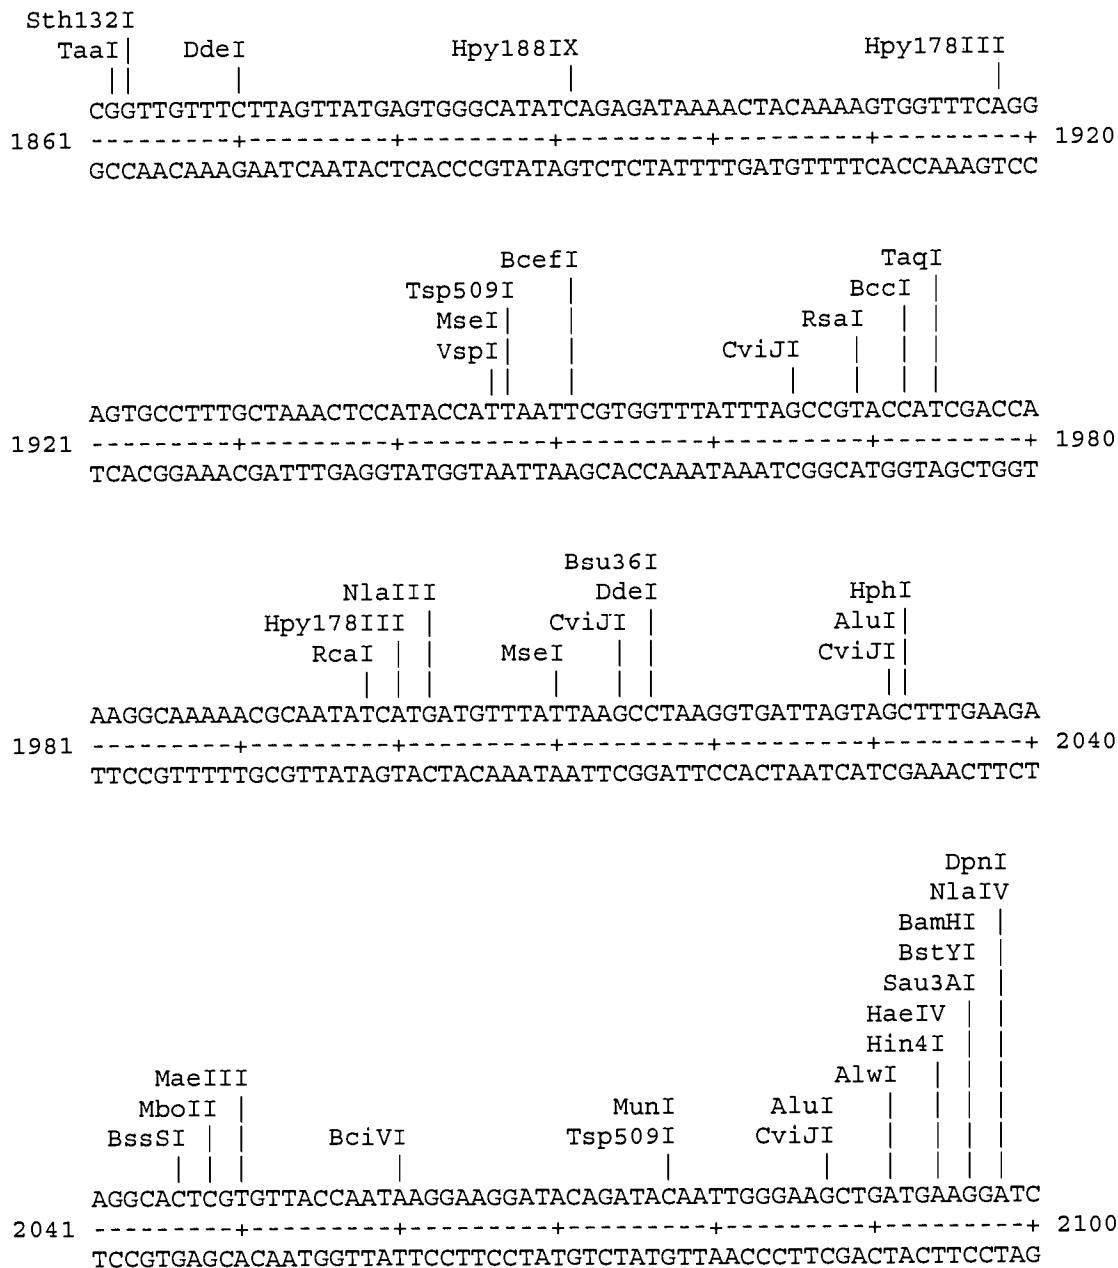 Sth132I
TaaI DdeI Hpy188IX Hpy178III
CGGTTGTTTCTTAGTTATGAGTGGGCATATCAGAGATAAAACTACAAAAGTGGTTTCAGG
1861 ---------+---------+---------+---------+---------+---------+ 1920
GCCAACAAAGAATCAATACTCACCCGTATAGTCTCTATTTTGATGTTTTCACCAAAGTCC
BcefI TaqI
Tsp509I BccI
MseI RsaI
VspI CviJI
AGTGCCTTTGCTAAACTCCATACCATTAATTCGTGGTTTATTTAGCCGTACCATCGACCA
1921 ---------+---------+---------+---------+---------+---------+ 1980
TCACGGAAACGATTTGAGGTATGGTAATTAAGCACCAAATAAATCGGCATGGTAGCTGGT
Bsu36I
NlaIII DdeI HphI
Hpy178III CviJI AluI
RcaI MseI CviJI
AAGGCAAAAACGCAATATCATGATGTTTATTAAGCCTAAGGTGATTAGTAGCTTTGAAGA
1981 ---------+---------+---------+---------+---------+---------+ 2040
TTCCGTTTTTGCGTTATAGTACTACAAATAATTCGGATTCCACTAATCATCGAAACTTCT
DpnI
NlaIV
BamHI
BstYI
Sau3AI
HaeIV
Hin4I
MaeIII AlwI
MboII MunI AluI
BssSI BciVI Tsp509I CviJI
AGGCACTCGTGTTACCAATAAGGAAGGATACAGATACAATTGGGAAGCTGATGAAGGATC
2041 ---------+---------+---------+---------+---------+---------+ 2100
TCCGTGAGCACAATGGTTATTCCTTCCTATGTCTATGTTAACCCTTCGACTACTTCCTAG